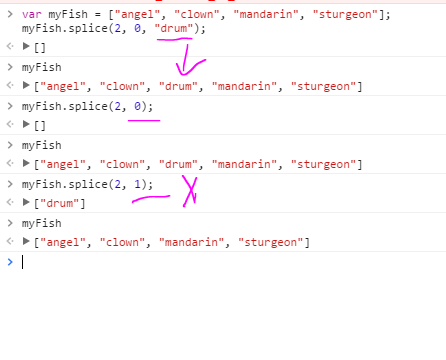 > var myFish = ["angel", "clown", "mandarin", "sturgeon"];
myFish.splice(2, 0, "drum");
[]
> myFish
["angel", "clown", "drum", "mandarin", "sturgeon"]
> myFish.splice(2, 0);
[]
> myFish
["angel", "clown", "drum", "mandarin", "sturgeon"]
> myFish.splice(2, 1);
["drum"]
> myFish
["angel", "clown", "mandarin", "sturgeon"]
>